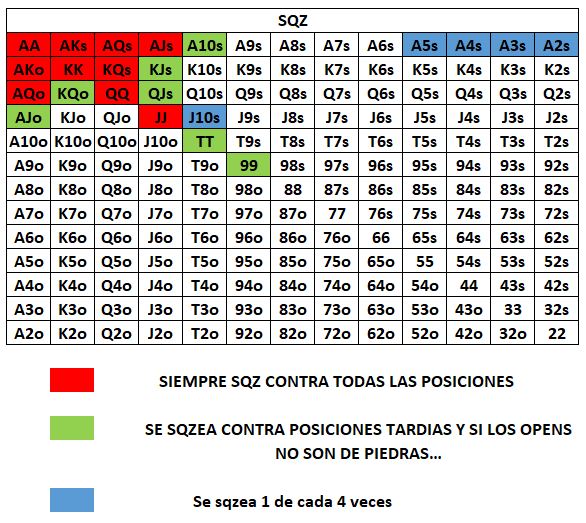 SQZ
AA AKs AQs AJs A10s A9s A8s A7s A6s A5s A4s A3s A2s
AKo KK KQs KJs K10s K9s K8s K7s K6s K5s K4s K3s K2s
AQo KQo QQ QJs Q10s Q9s Q8s Q7s Q6s Q5s Q4s Q3s Q2s
AJo KJo QJo JJ J10s J9s J8s J7s J6s J5s J4s J3s J2s
A10o K10o Q10o J10o TT T9s T8s T7s T6s T5s T4s T3s T2s
A9o K9o Q9o J9o T9o 99 98s 97s 96s 95s 94s 93s 92s
A8o K8o Q8o J8o T8o 98o 88 87s 86s 85s 84s 83s 82s
A7o K7o Q7o J7o T7o 97o 87o 77 76s 75s 74s 73s 72s
A6o K6o Q6o J6o T6o 96o 86o 76o 66 65s 64s 63s 62s
A5o K5o Q5o J5o T5o 95o 85o 75o 65o 55 54s 53s 52s
A4o K4o Q4o J4o T4o 94o 84o 74o 64o 54o 44 43s 42s
A3o K3o Q3o J3o T3o 93o 83o 73o 63o 53o 43o 33 32s
A2o K2o Q2o J2o T2o 92o 82o 72o 62o 52o 42o 32o 22
SIEMPRE SQZ CONTRA TODAS LAS POSICIONES
SE SQZEA CONTRA POSICIONES TARDIAS Y SI LOS OPENS
NO SON DE PIEDRAS...
Se sqzea 1 de cada 4 veces